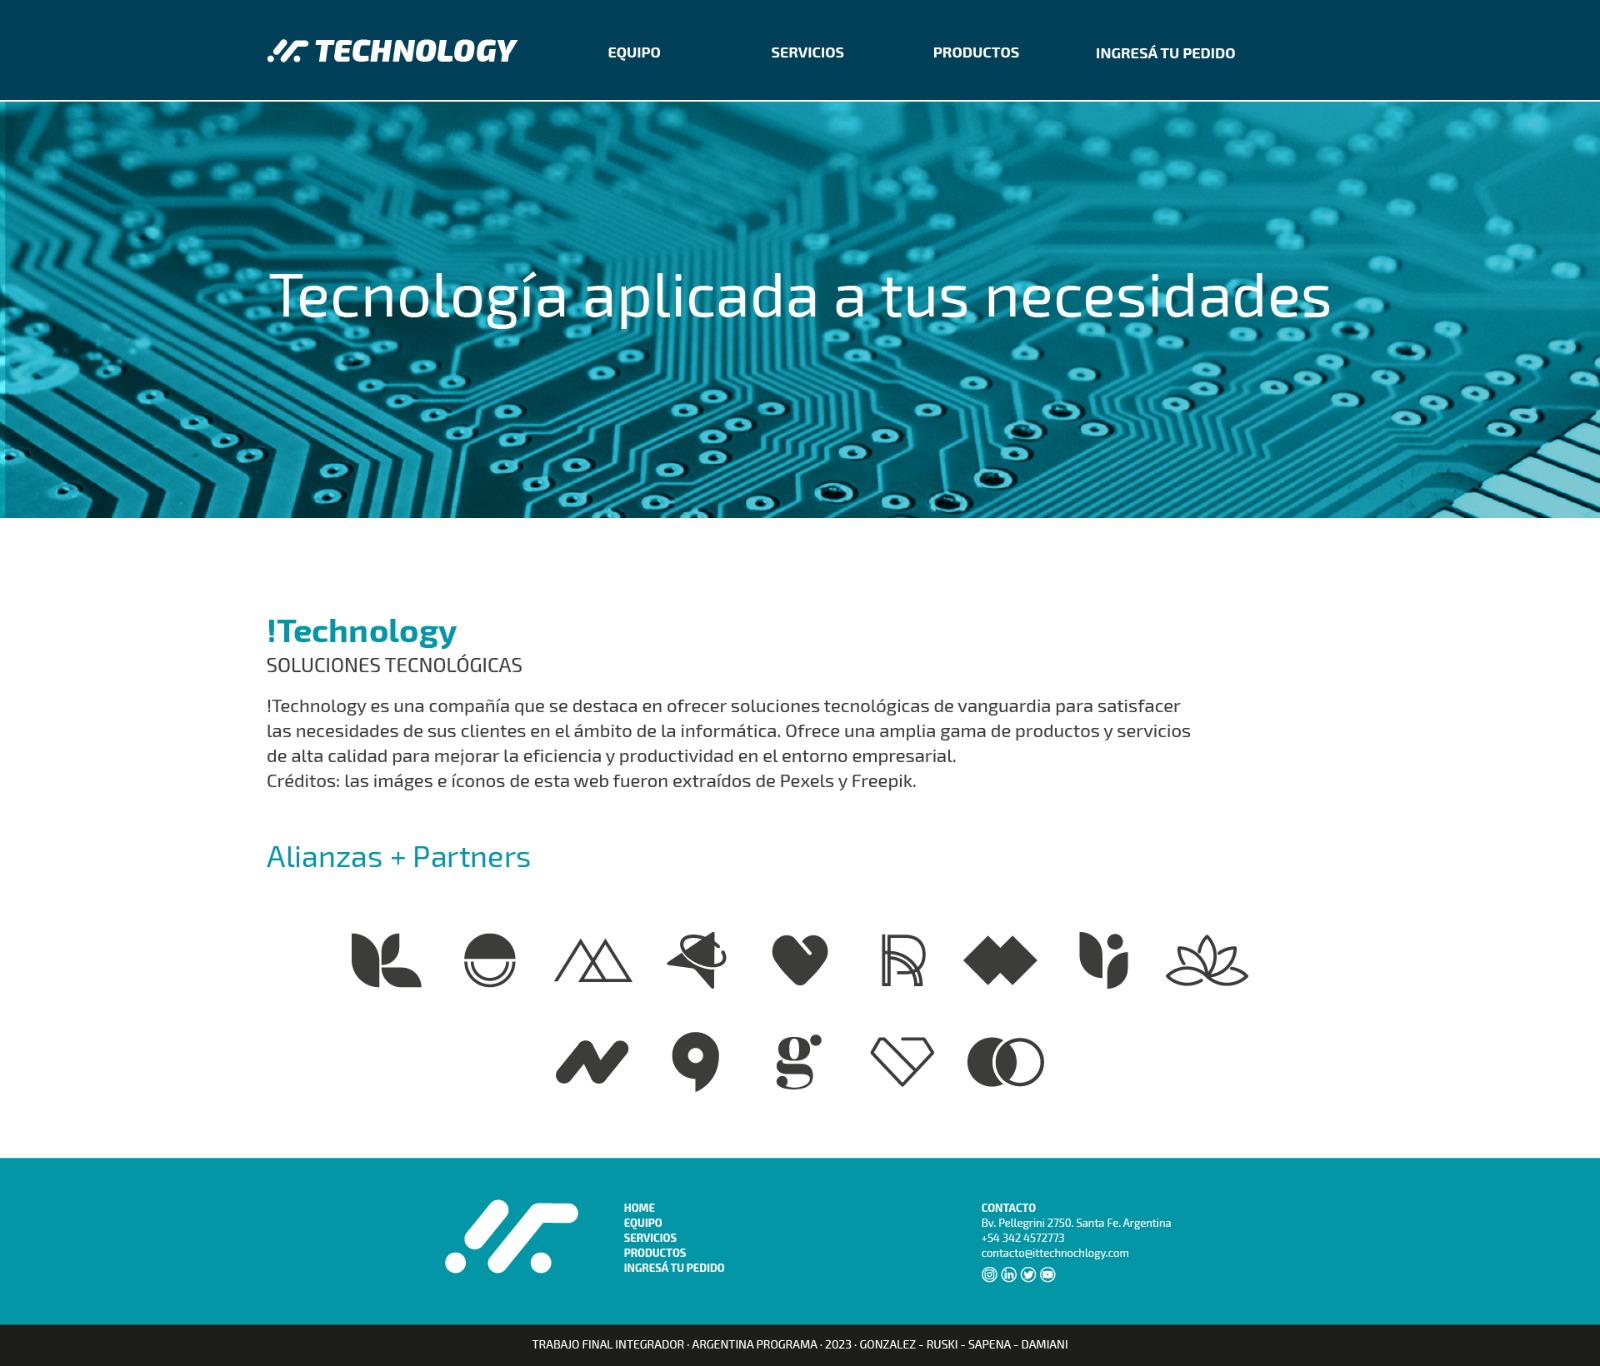 TECHNOLOGY
EQUIPO
SERVICIOS
PRODUCTOS
INGRESÁ TU PEDIDO
Tecnología aplicada a tus necesidades
!Technology
SOLUCIONES TECNOLÓGICAS
!Technology es una compañía que se destaca en ofrecer soluciones tecnológicas de vanguardia para satisfacer
las necesidades de sus clientes en el ámbito de la informática. Ofrece una amplia gama de productos y servicios
de alta calidad para mejorar la eficiencia y productividad en el entorno empresarial.
Créditos: las imáges e íconos de esta web fueron extraídos de Pexels y Freepik.
Alianzas + Partners
HOME
EQUIPO
SERVICIOS
PRODUCTOS
INGRESÁ TU PEDIDO
CONTACTO
Bv. Pellegrini 2750. Santa Fe. Argentina
+54 342 4572773
contacto@ittechnochlogy.com
TRABAJO FINAL INTEGRADOR · ARGENTINA PROGRAMA · 2023 · GONZALEZ - RUSKI - SAPENA - DAMIANI